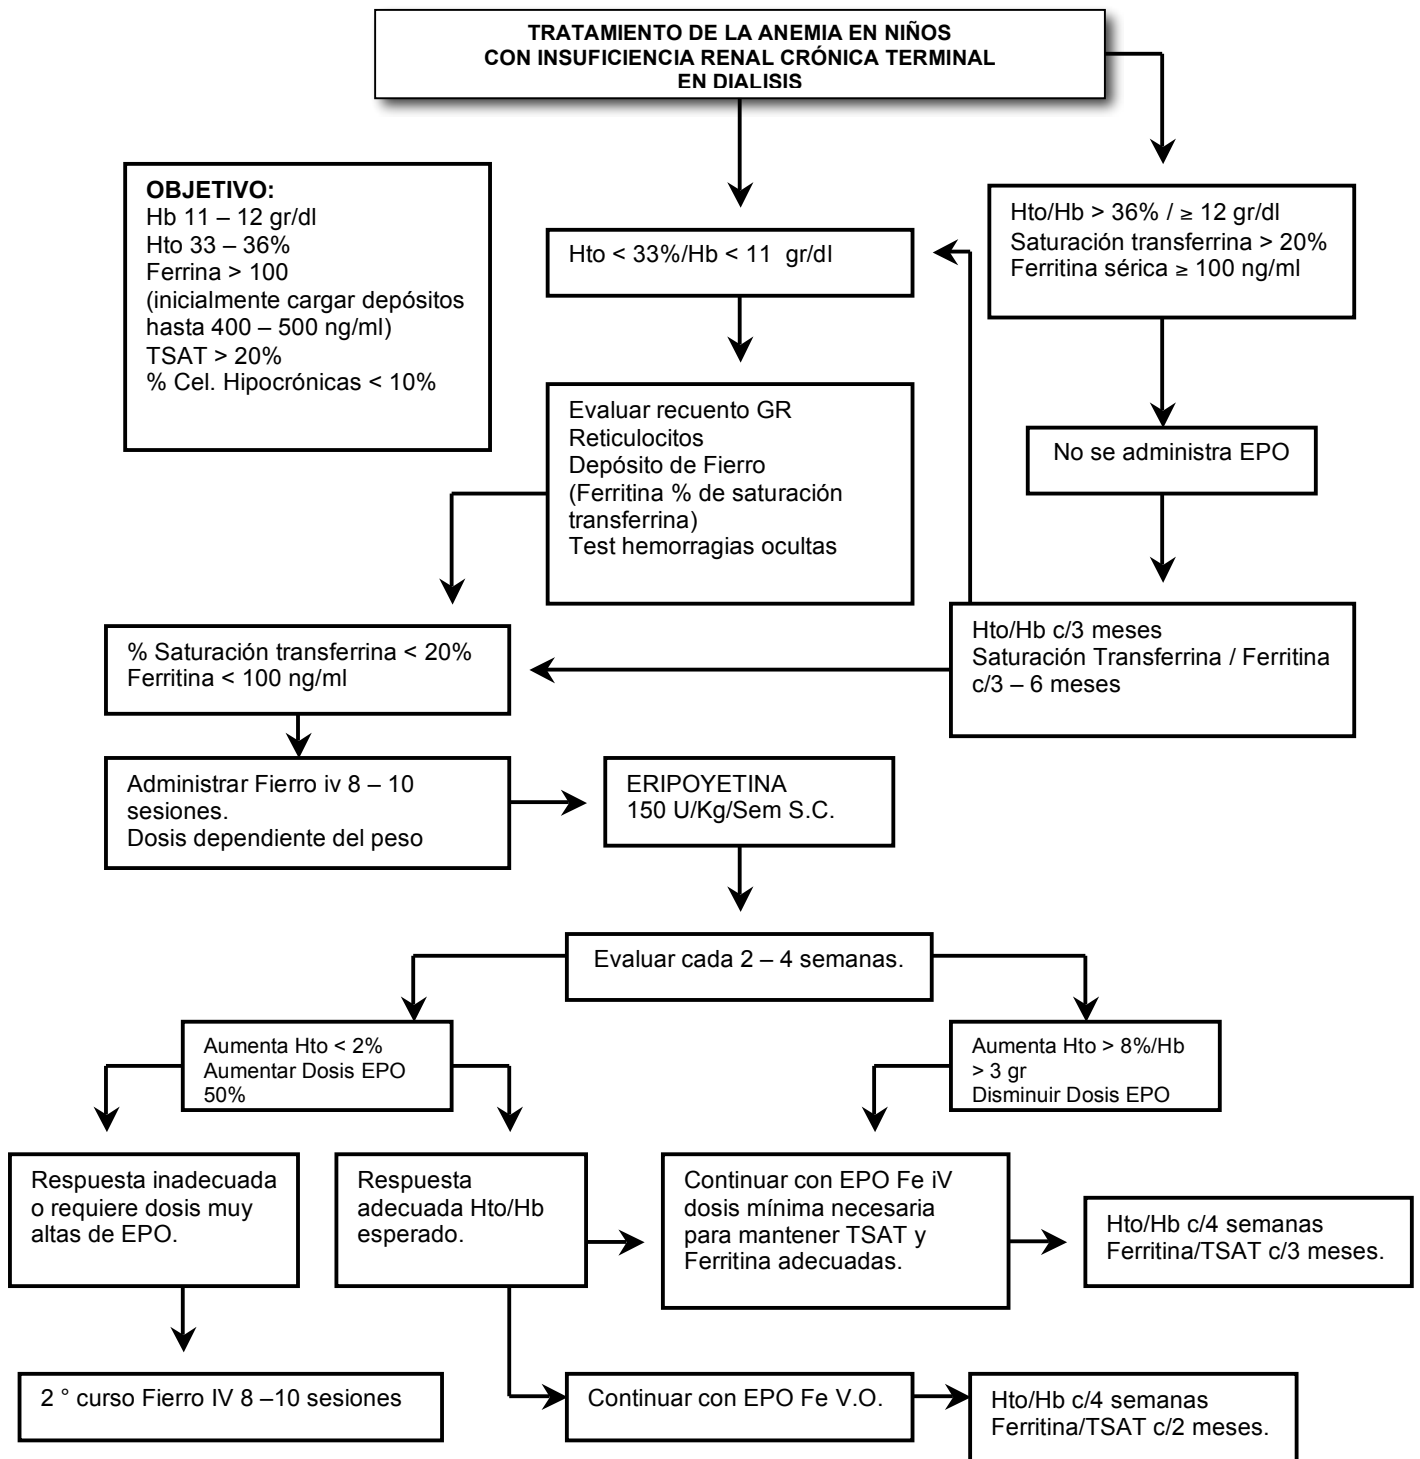 TRATAMIENTO DE LA ANEMIA EN NIÑOS
CON INSUFICIENCIA RENAL CRÓNICA TERMINAL
EN DIALISIS
OBJETIVO:
Hb 11 – 12 gr/dl
Hto 33 – 36%
Ferrina > 100
(inicialmente cargar depósitos
hasta 400 – 500 ng/ml)
TSAT > 20%
% Cel. Hipocrónicas < 10%
Hto < 33%/Hb < 11 gr/dl
Hto/Hb > 36% / ≥ 12 gr/dl
Saturación transferrina > 20%
Ferritina sérica ≥ 100 ng/ml
Evaluar recuento GR
Reticulocitos
Depósito de Fierro
(Ferritina % de saturación
transferrina)
Test hemorragias ocultas
No se administra EPO
Hto/Hb c/3 meses
Saturación Transferrina / Ferritina
c/3 – 6 meses
% Saturación transferrina < 20%
Ferritina < 100 ng/ml
Administrar Fierro iv 8 – 10
sesiones.
Dosis dependiente del peso
ERIPOYETINA
150 U/Kg/Sem S.C.
Evaluar cada 2 – 4 semanas.
Aumenta Hto < 2%
Aumentar Dosis EPO
50%
Aumenta Hto > 8%/Hb
> 3 gr
Disminuir Dosis EPO
Respuesta inadecuada
o requiere dosis muy
altas de EPO.
Respuesta
adecuada Hto/Hb
esperado.
Continuar con EPO Fe iV
dosis mínima necesaria
para mantener TSAT y
Ferritina adecuadas.
Hto/Hb c/4 semanas
Ferritina/TSAT c/3 meses.
2 ° curso Fierro IV 8 –10 sesiones
Continuar con EPO Fe V.O.
Hto/Hb c/4 semanas
Ferritina/TSAT c/2 meses.